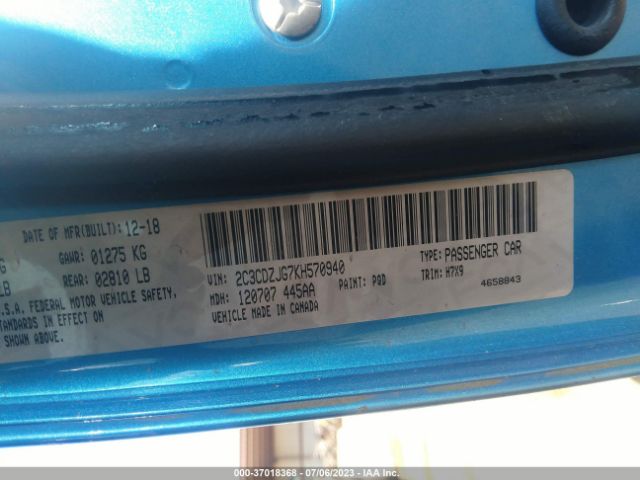 DATE OF MFR(BUILT): 12-18
GAWR: 01275 KG
REAR: 02810 LB
LB
.S.A. FEDERAL MOTOR VEHICLE SAFETY,
STANDARDS IN EFFECT ON
SHOWN ABOVE.
VIN: 2C3CDZJG7KH570940
MDH: 120707 445AA
VEHICLE MADE IN CANADA
PAINT: PQD
TYPE: PASSENGER CAR
TRIM: H7X9
4658843
000-37018368 - 07/06/2023 - IAA Inc.